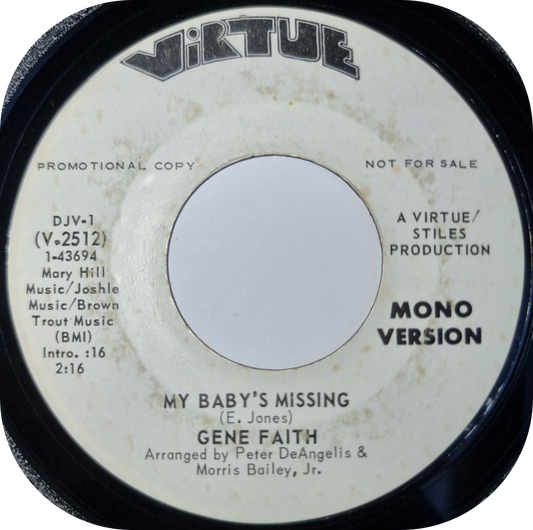 ViRTUE
PROMOTIONAL COPY
NOT FOR SALE
DJV-1
(V.2512)
1-43694
Mary Hill
Music/Joshie
Music/Brown
Trout Music
(BMI)
Intro. :16
2:16
A VIRTUE/
STILES
PRODUCTION
MONO
VERSION
MY BABY'S MISSING
(E. Jones)
GENE FAITH
Arranged by Peter DeAngelis &
Morris Bailey, Jr.